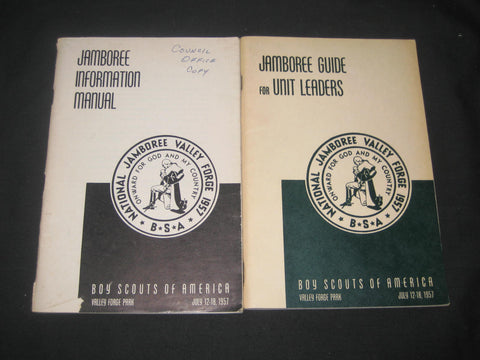 JAMBOREE
INFORMATION
MANUAL
COUNCIL
OFFICE
COPY
NATIONAL JAMBOREE VALLEY FORGE 1957
ONWARD FOR GOD AND MY COUNTRY
B★S★A
BOY SCOUTS OF AMERICA
VALLEY FORGE PARK JULY 12-18, 1957
JAMBOREE GUIDE
FOR UNIT LEADERS
NATIONAL JAMBOREE VALLEY FORGE 1957
ONWARD FOR GOD AND MY COUNTRY
B★S★A
BOY SCOUTS OF AMERICA
VALLEY FORGE PARK JULY 12-18, 1957